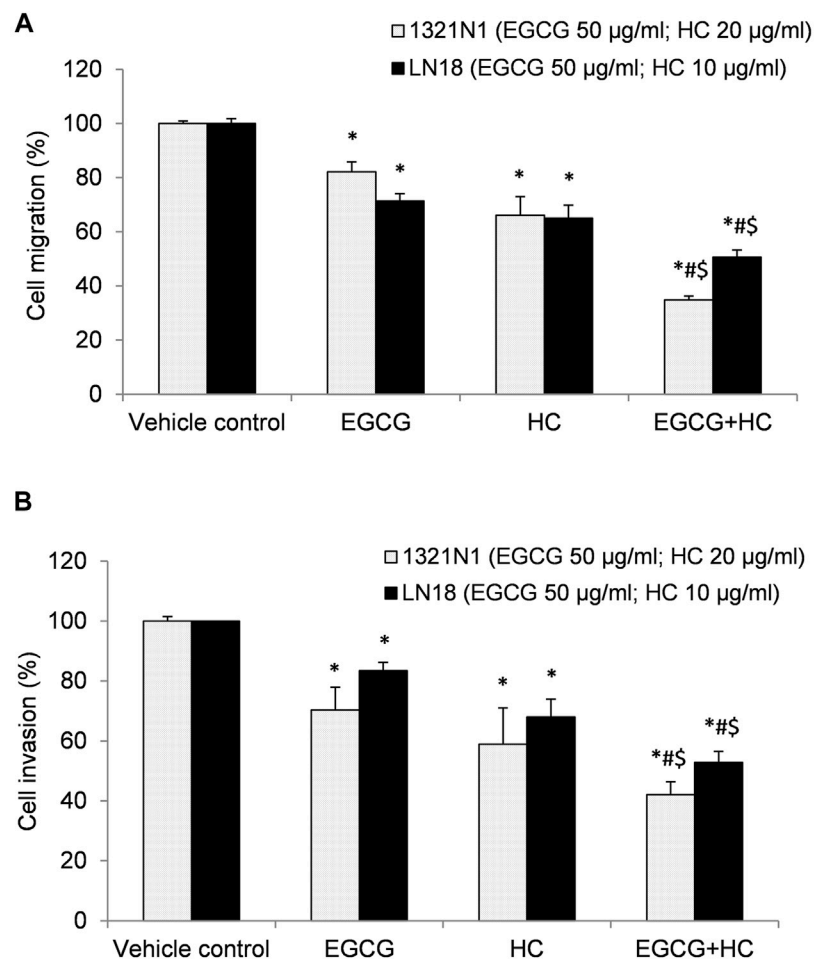 A
1321N1 (EGCG 50 µg/ml; HC 20 µg/ml)
LN18 (EGCG 50 µg/ml; HC 10 µg/ml)
Cell migration (%)
120
100
80
60
40
20
0
*
*
*
*
*#$
*#$
Vehicle control EGCG HC EGCG+HC
B
1321N1 (EGCG 50 µg/ml; HC 20 µg/ml)
LN18 (EGCG 50 µg/ml; HC 10 µg/ml)
Cell invasion (%)
120
100
80
60
40
20
0
*
*
*
*
*#$
*#$
Vehicle control EGCG HC EGCG+HC